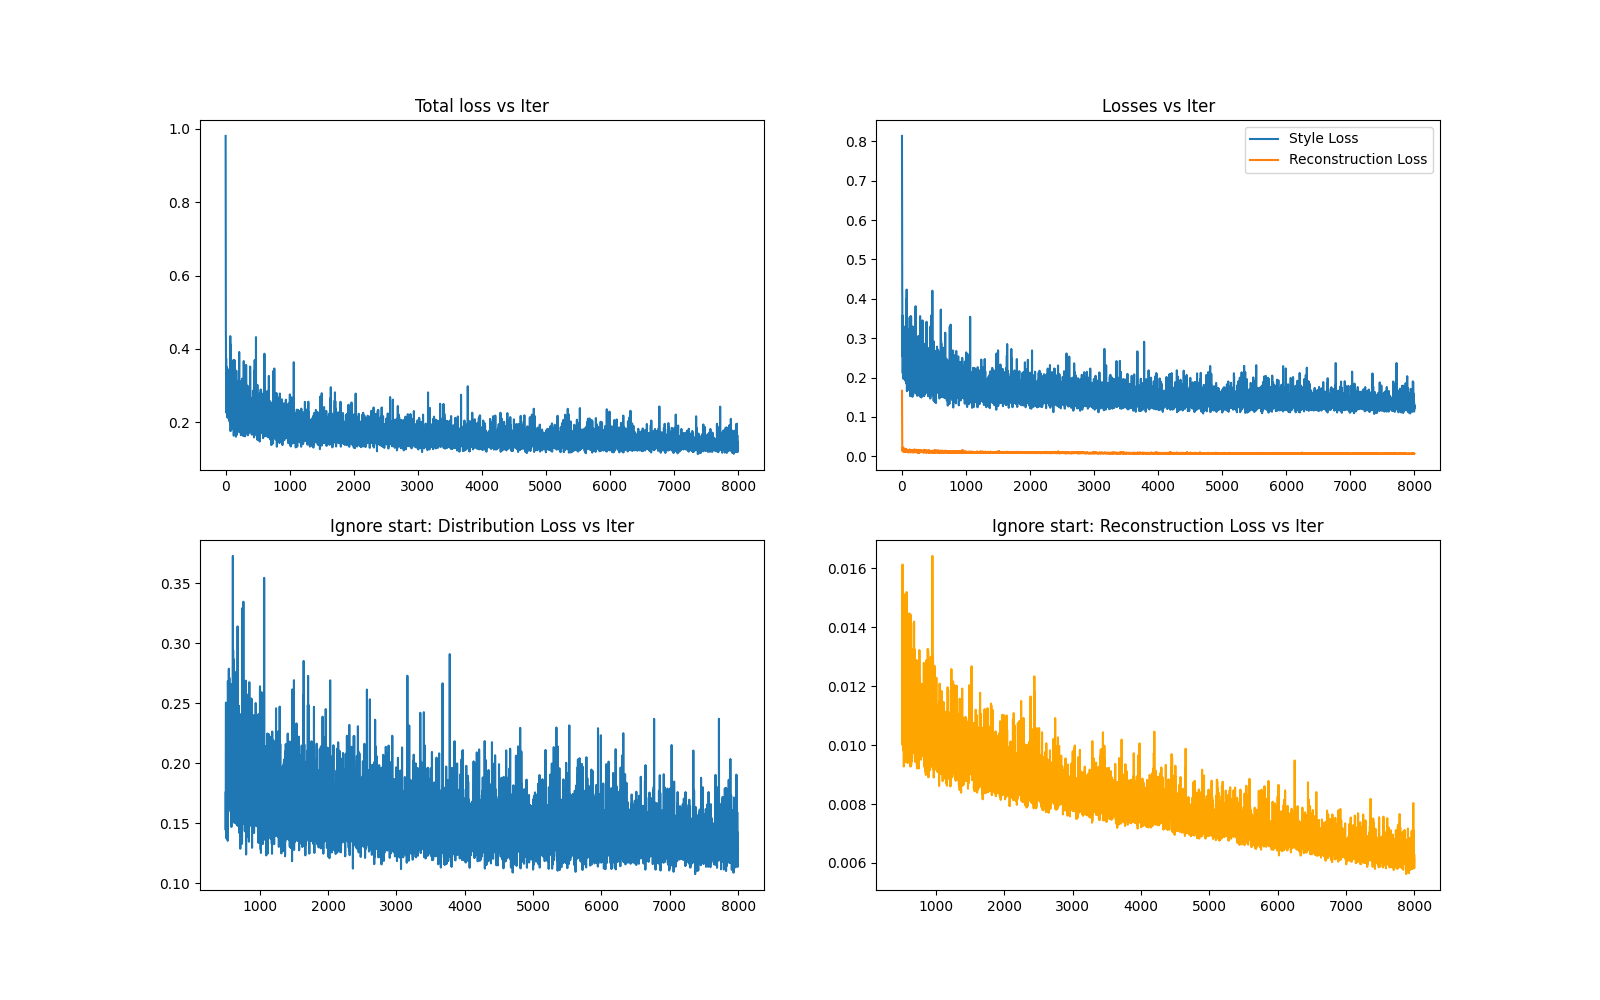 Total loss vs Iter
1.0
0.8
0.6
0.4
0.2
0 1000 2000 3000 4000 5000 6000 7000 8000
Losses vs Iter
Style Loss
Reconstruction Loss
0.8
0.7
0.6
0.5
0.4
0.3
0.2
0.1
0.0
0 1000 2000 3000 4000 5000 6000 7000 8000
Ignore start: Distribution Loss vs Iter
0.35
0.30
0.25
0.20
0.15
0.10
1000 2000 3000 4000 5000 6000 7000 8000
Ignore start: Reconstruction Loss vs Iter
0.016
0.014
0.012
0.010
0.008
0.006
1000 2000 3000 4000 5000 6000 7000 8000